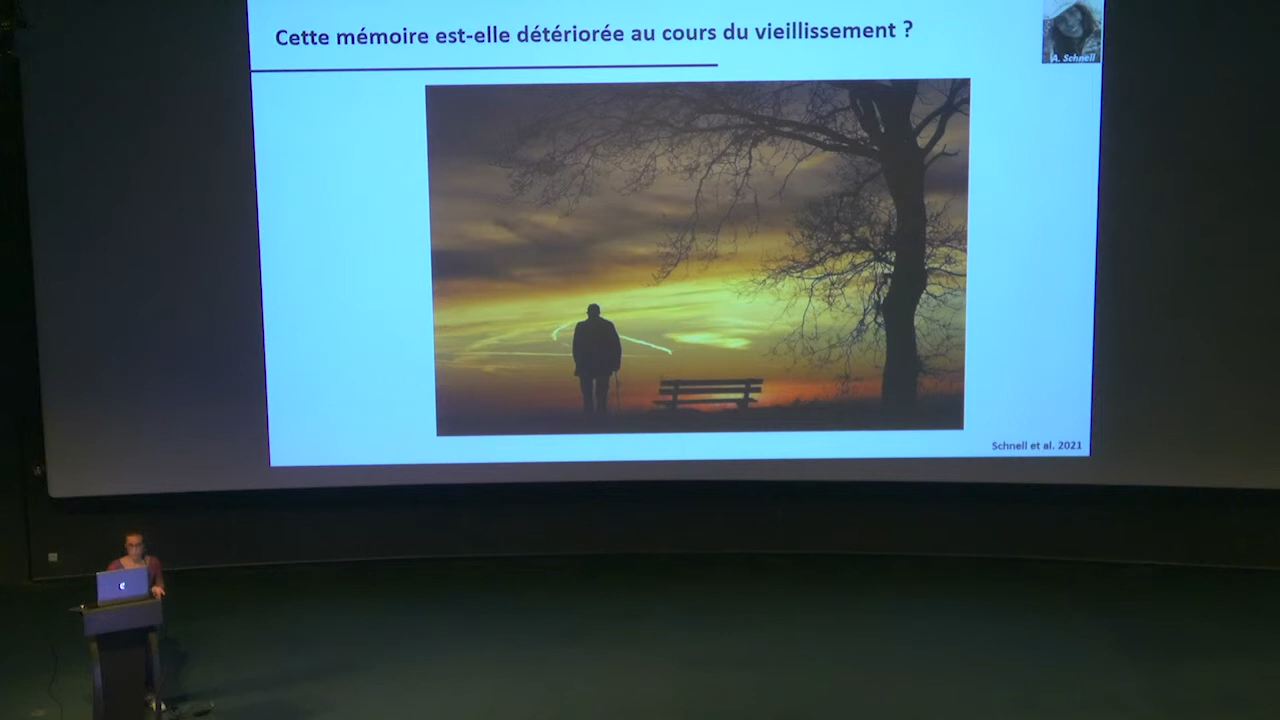 Cette mémoire est-elle détériorée au cours du vieillissement ?
A. Schnell
Schnell et al. 2021